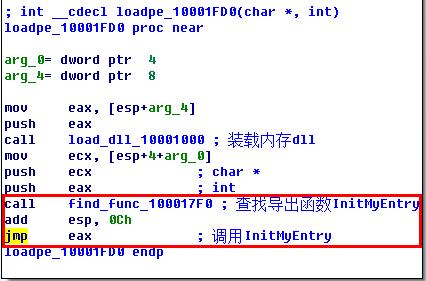 ; int __cdecl loadpe_10001FD0(char *, int)
loadpe_10001FD0 proc near
arg_0= dword ptr  4
arg_4= dword ptr  8
mov     eax, [esp+arg_4]
push    eax
call    load_dll_10001000 ; 装载内存dll
mov     ecx, [esp+4+arg_0]
push    ecx             ; char *
push    eax             ; int
call    find_func_100017F0 ; 查找导出函数InitMyEntry
add     esp, 0Ch
jmp     eax             ; 调用InitMyEntry
loadpe_10001FD0 endp